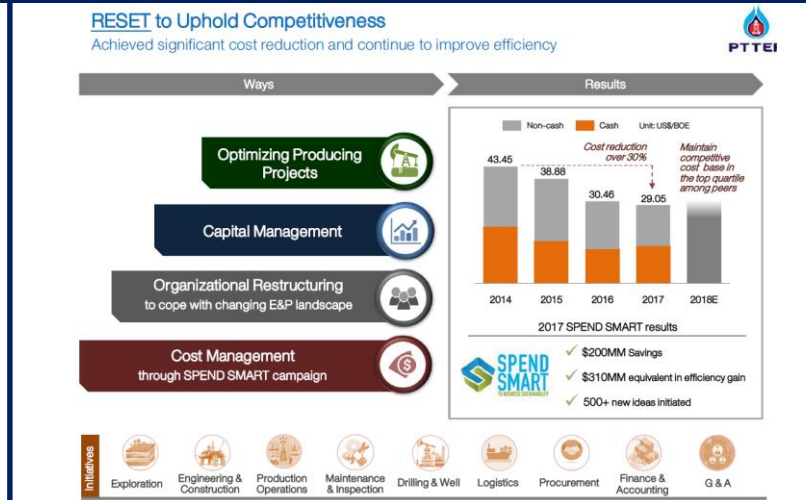 RESET to Uphold Competitiveness
Achieved significant cost reduction and continue to improve efficiency
PTTEI
Ways
Results
Optimizing Producing
Projects
Capital Management
Organizational Restructuring
to cope with changing E&P landscape
Cost Management
through SPEND SMART campaign
Non-cash
Cash
Unit: US$/BOE
Cost reduction
over 30%
Maintain
competitive
cost base in
the top quartile
among peers
43.45
38.88
30.46
29.05
2014
2015
2016
2017
2018E
2017 SPEND SMART results
SPEND
SMART
TO BUSINESS SUSTAINABILITY
$200MM Savings
$310MM equivalent in efficiency gain
500+ new ideas initiated
Initiatives
Exploration
Engineering &
Construction
Production
Operations
Maintenance
& Inspection
Drilling & Well
Logistics
Procurement
Finance &
Accounting
G & A